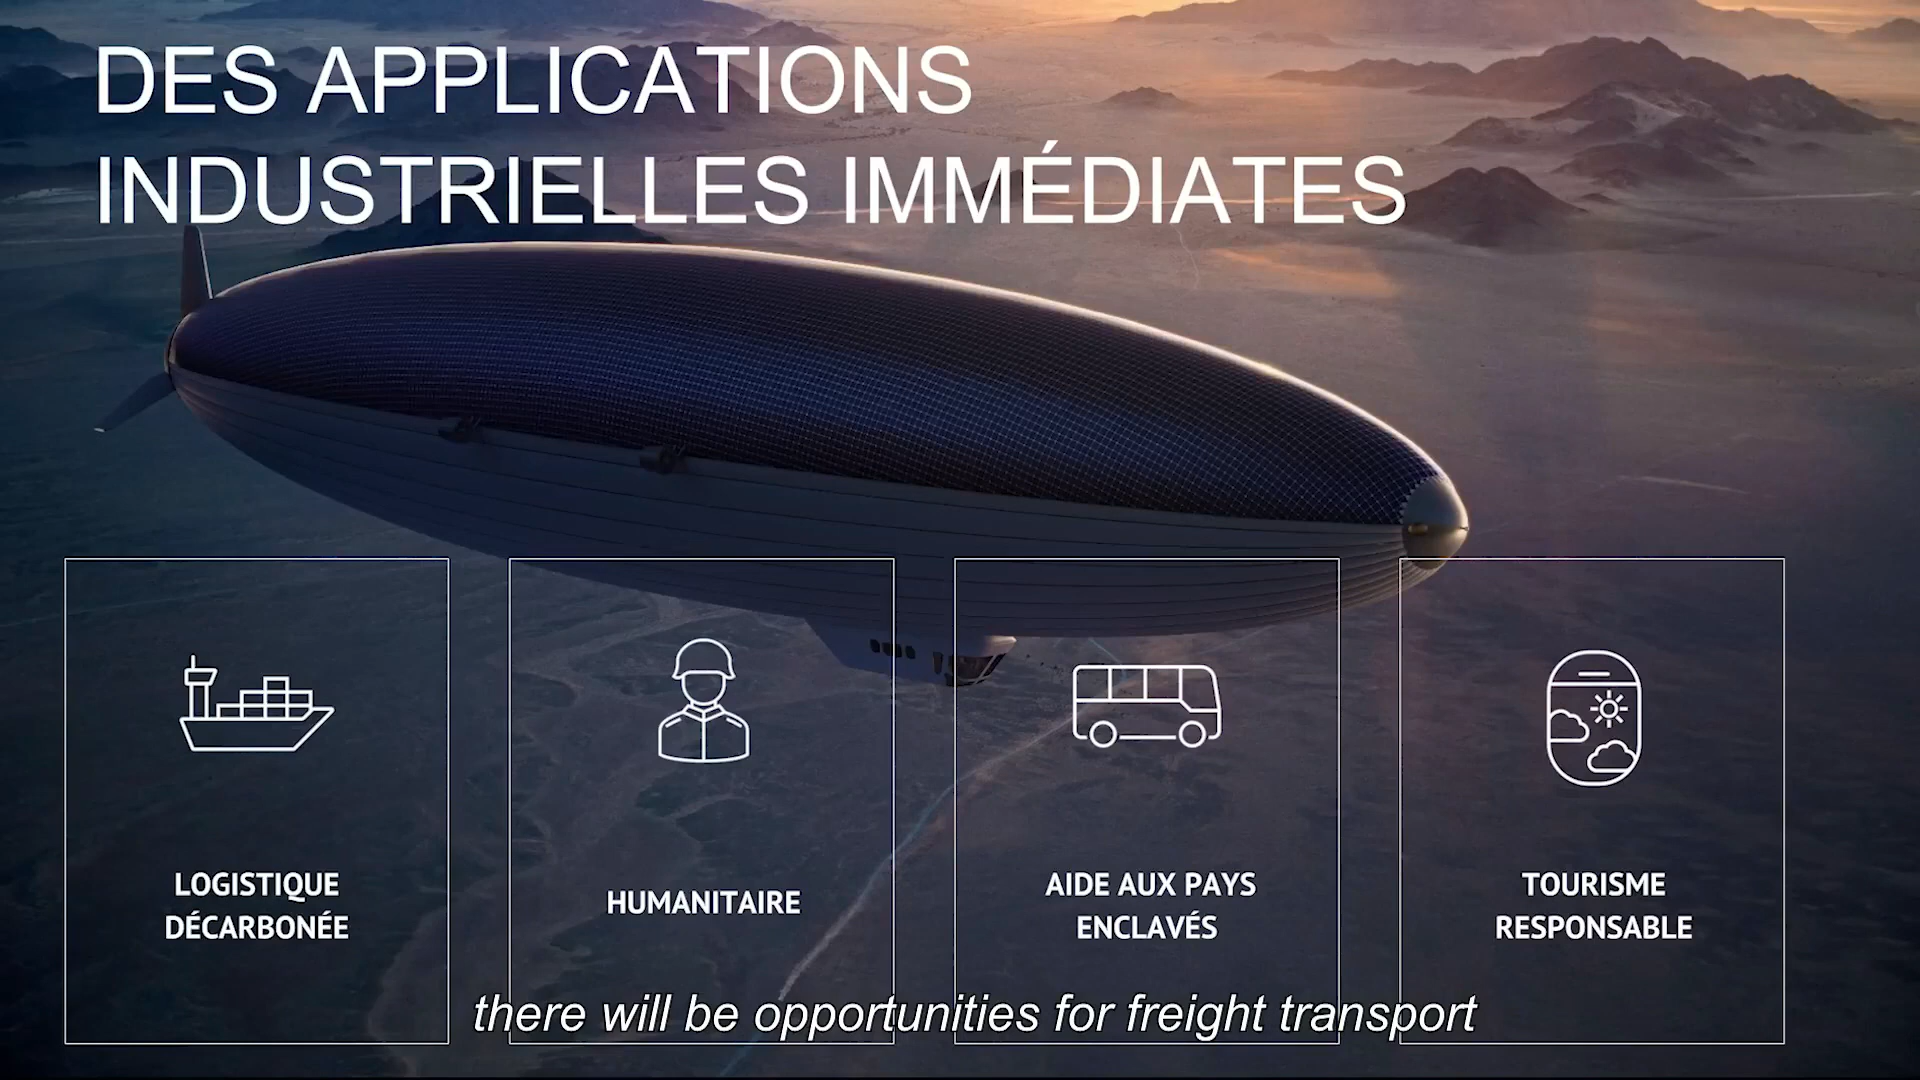 DES APPLICATIONS
INDUSTRIELLES IMMÉDIATES
LOGISTIQUE
DÉCARBONÉE
HUMANITAIRE
AIDE AUX PAYS
ENCLAVÉS
TOURISME
RESPONSABLE
there will be opportunities for freight transport